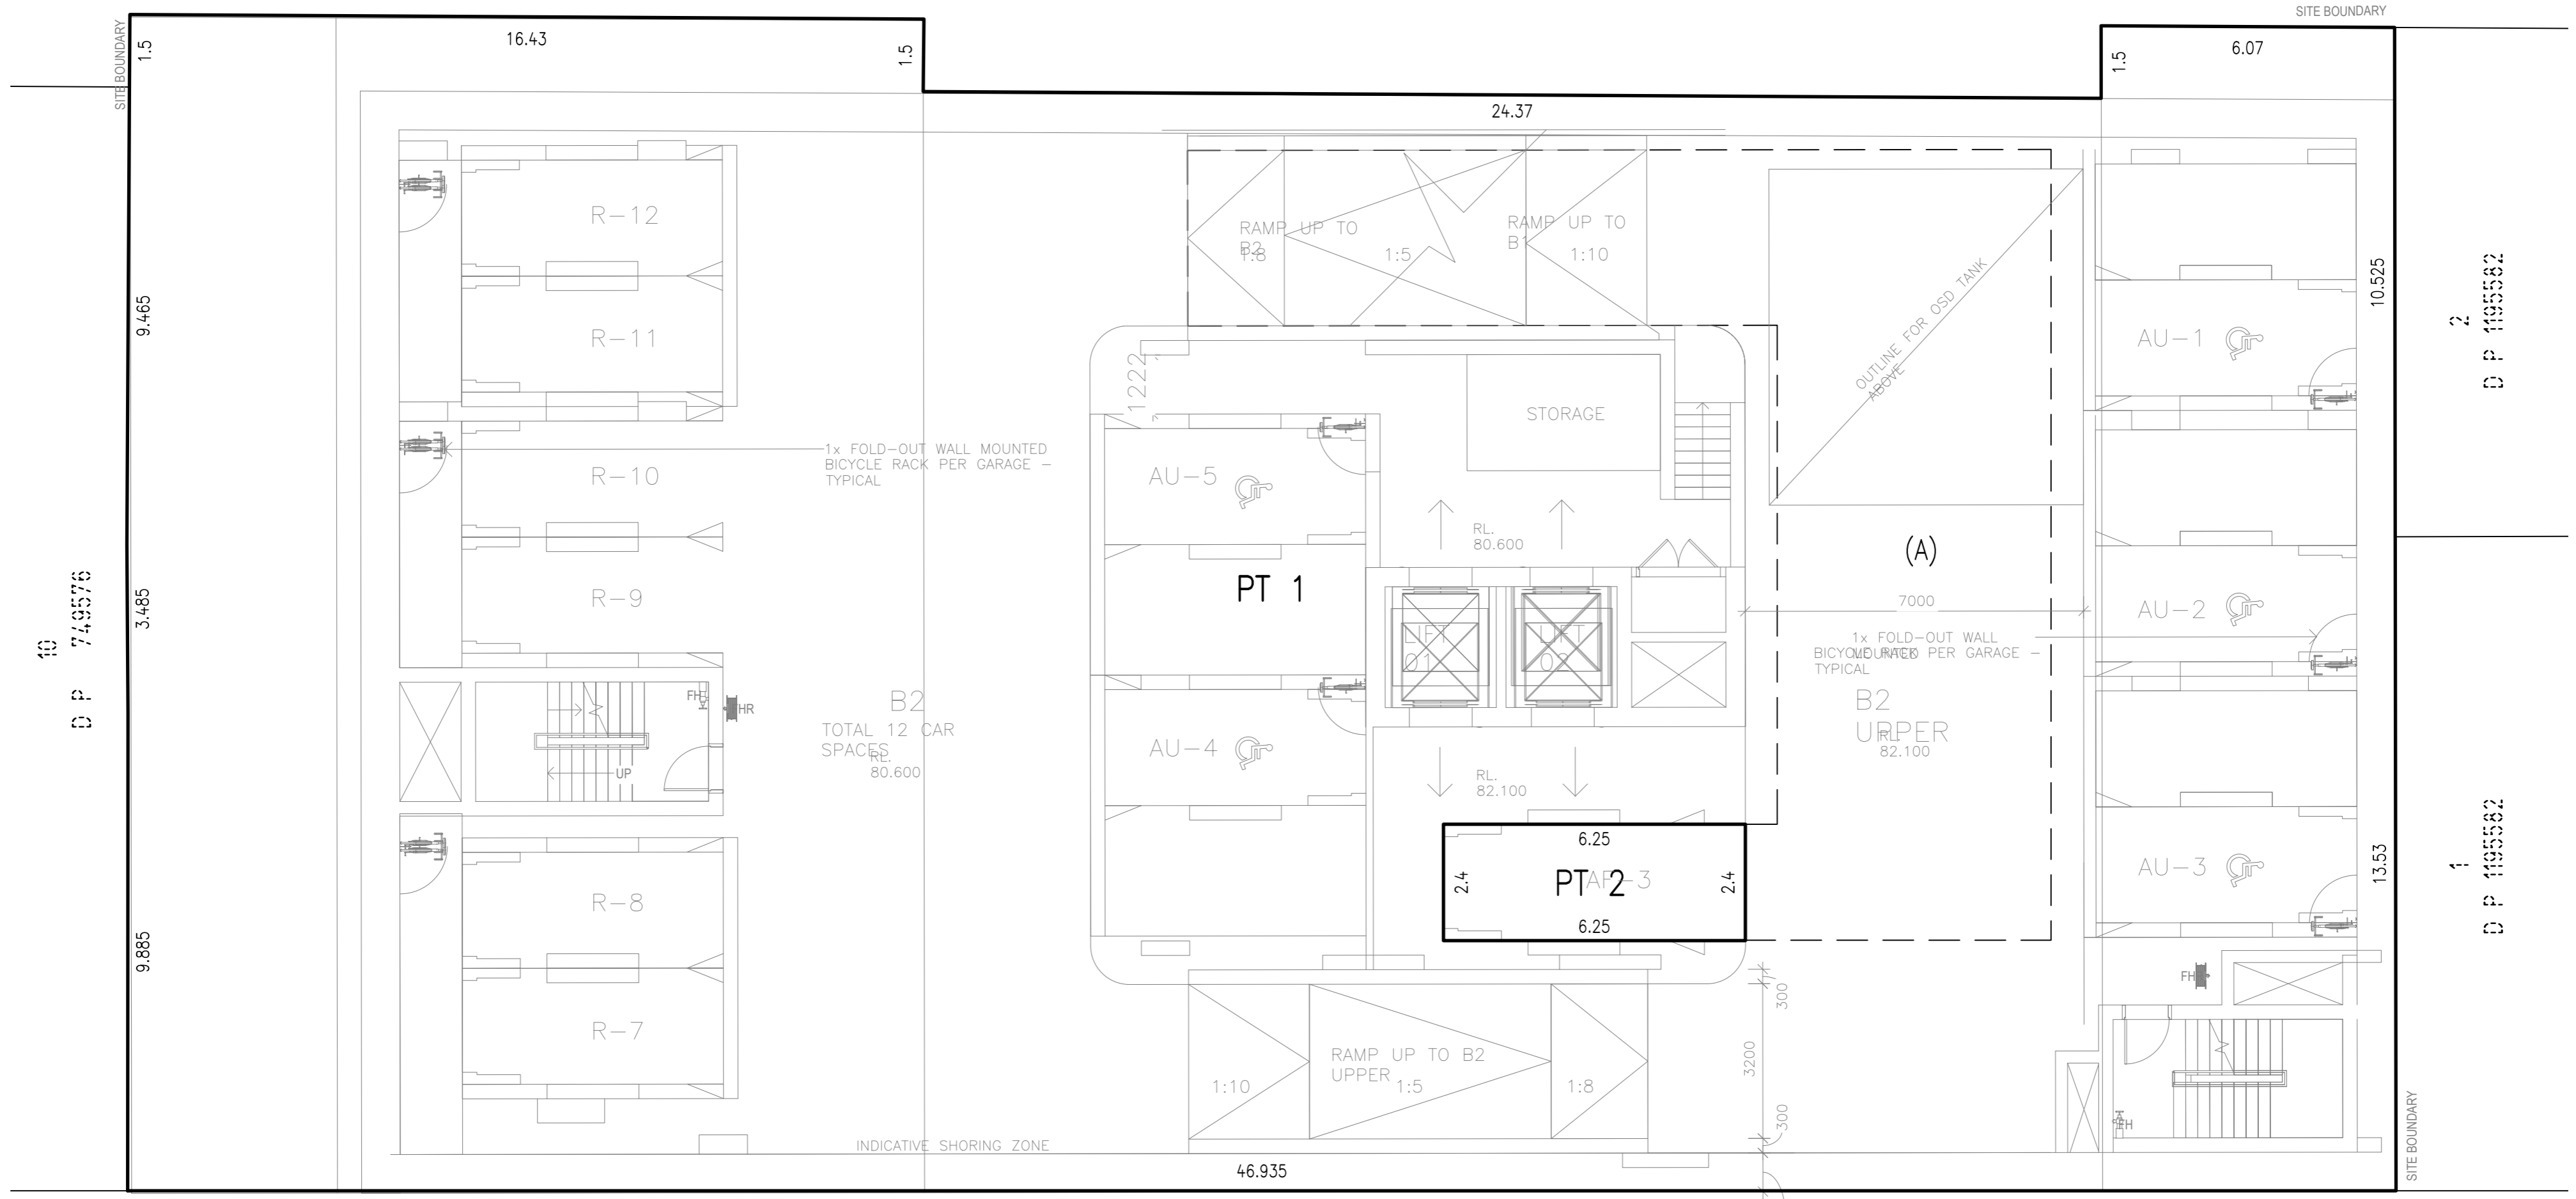 SITE BOUNDARY
SITE BOUNDARY
1.5
16.43
1.5
1.5
6.07
24.37
R-12
RAMP UP TO
B2
1:8
1:5
RAMP UP TO
B1
1:10
9.465
R-11
10.525
2
DP 1195582
OUTLINE FOR OSD TANK
ABOVE
AU-1
12222
STORAGE
1x FOLD-OUT WALL MOUNTED
BICYCLE RACK PER GARAGE -
TYPICAL
R-10
AU-5
RL.
80.600
(A)
10
DP 749576
3.485
R-9
PT 1
7000
AU-2
LIFT
01
LIFT
02
1x FOLD-OUT WALL
MOUNTED
BICYCLE RACK PER GARAGE -
TYPICAL
FH
HR
B2
TOTAL 12 CAR
SPACES
RL.
80.600
UP
AU-4
RL.
82.100
B2
UPPER
RL.
82.100
1
DP 1195582
6.25
2.4
PT 2
AF-3
2.4
6.25
AU-3
13.53
R-8
9.885
FH
300
R-7
RAMP UP TO B2
UPPER
1:10
1:5
1:8
3200
300
FH
INDICATIVE SHORING ZONE
46.935
SITE BOUNDARY